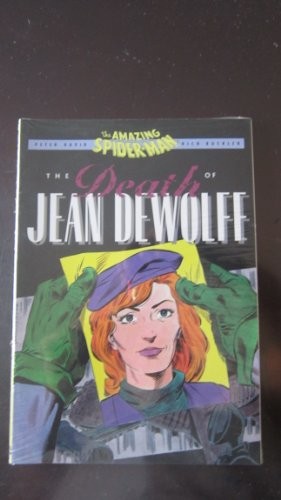 The AMAZING
SPIDER-MAN
PETER DAVID RICH BUCKLER
THE Death OF
JEAN DEWOLFF